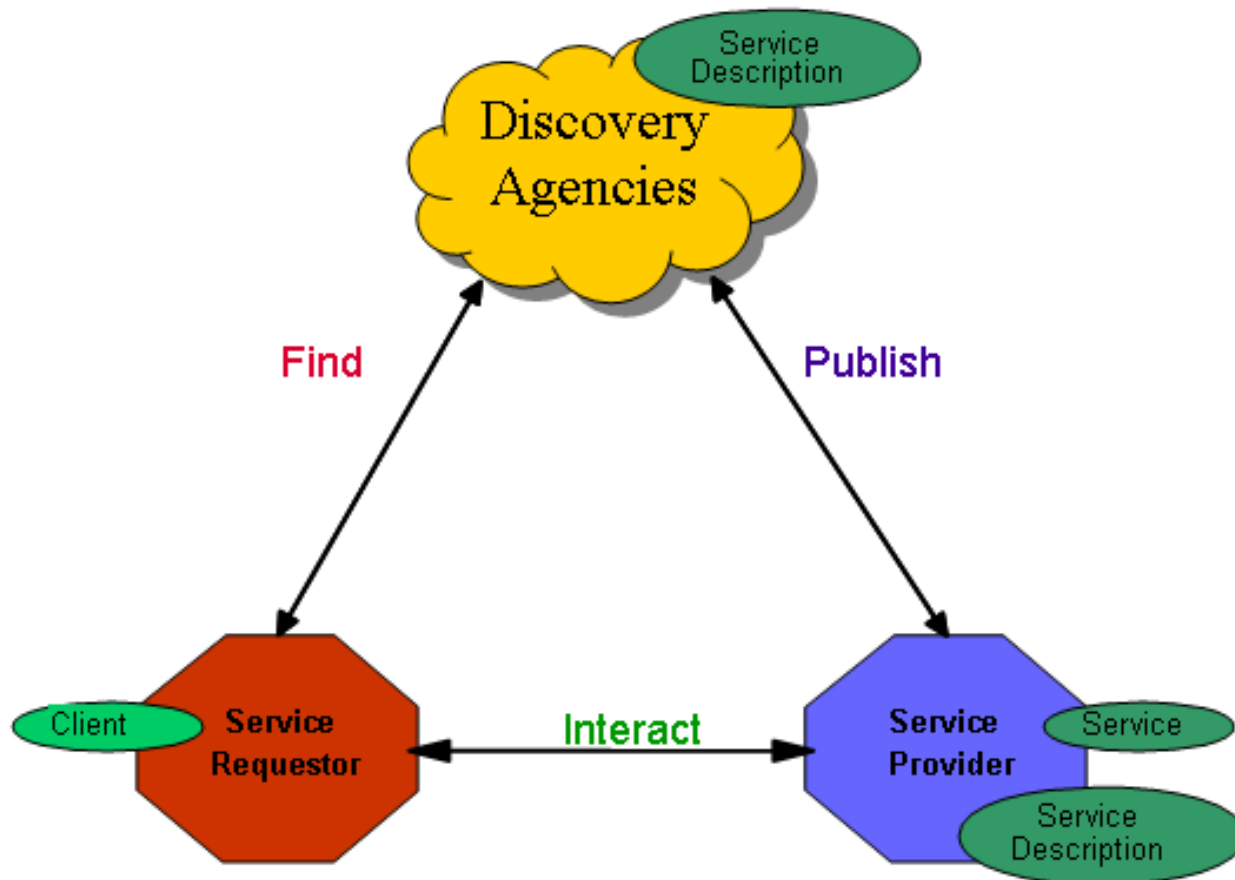 Service
Description
Discovery
Agencies
Find
Publish
Client
Service
Requestor
Interact
Service
Provider
Service
Service
Description